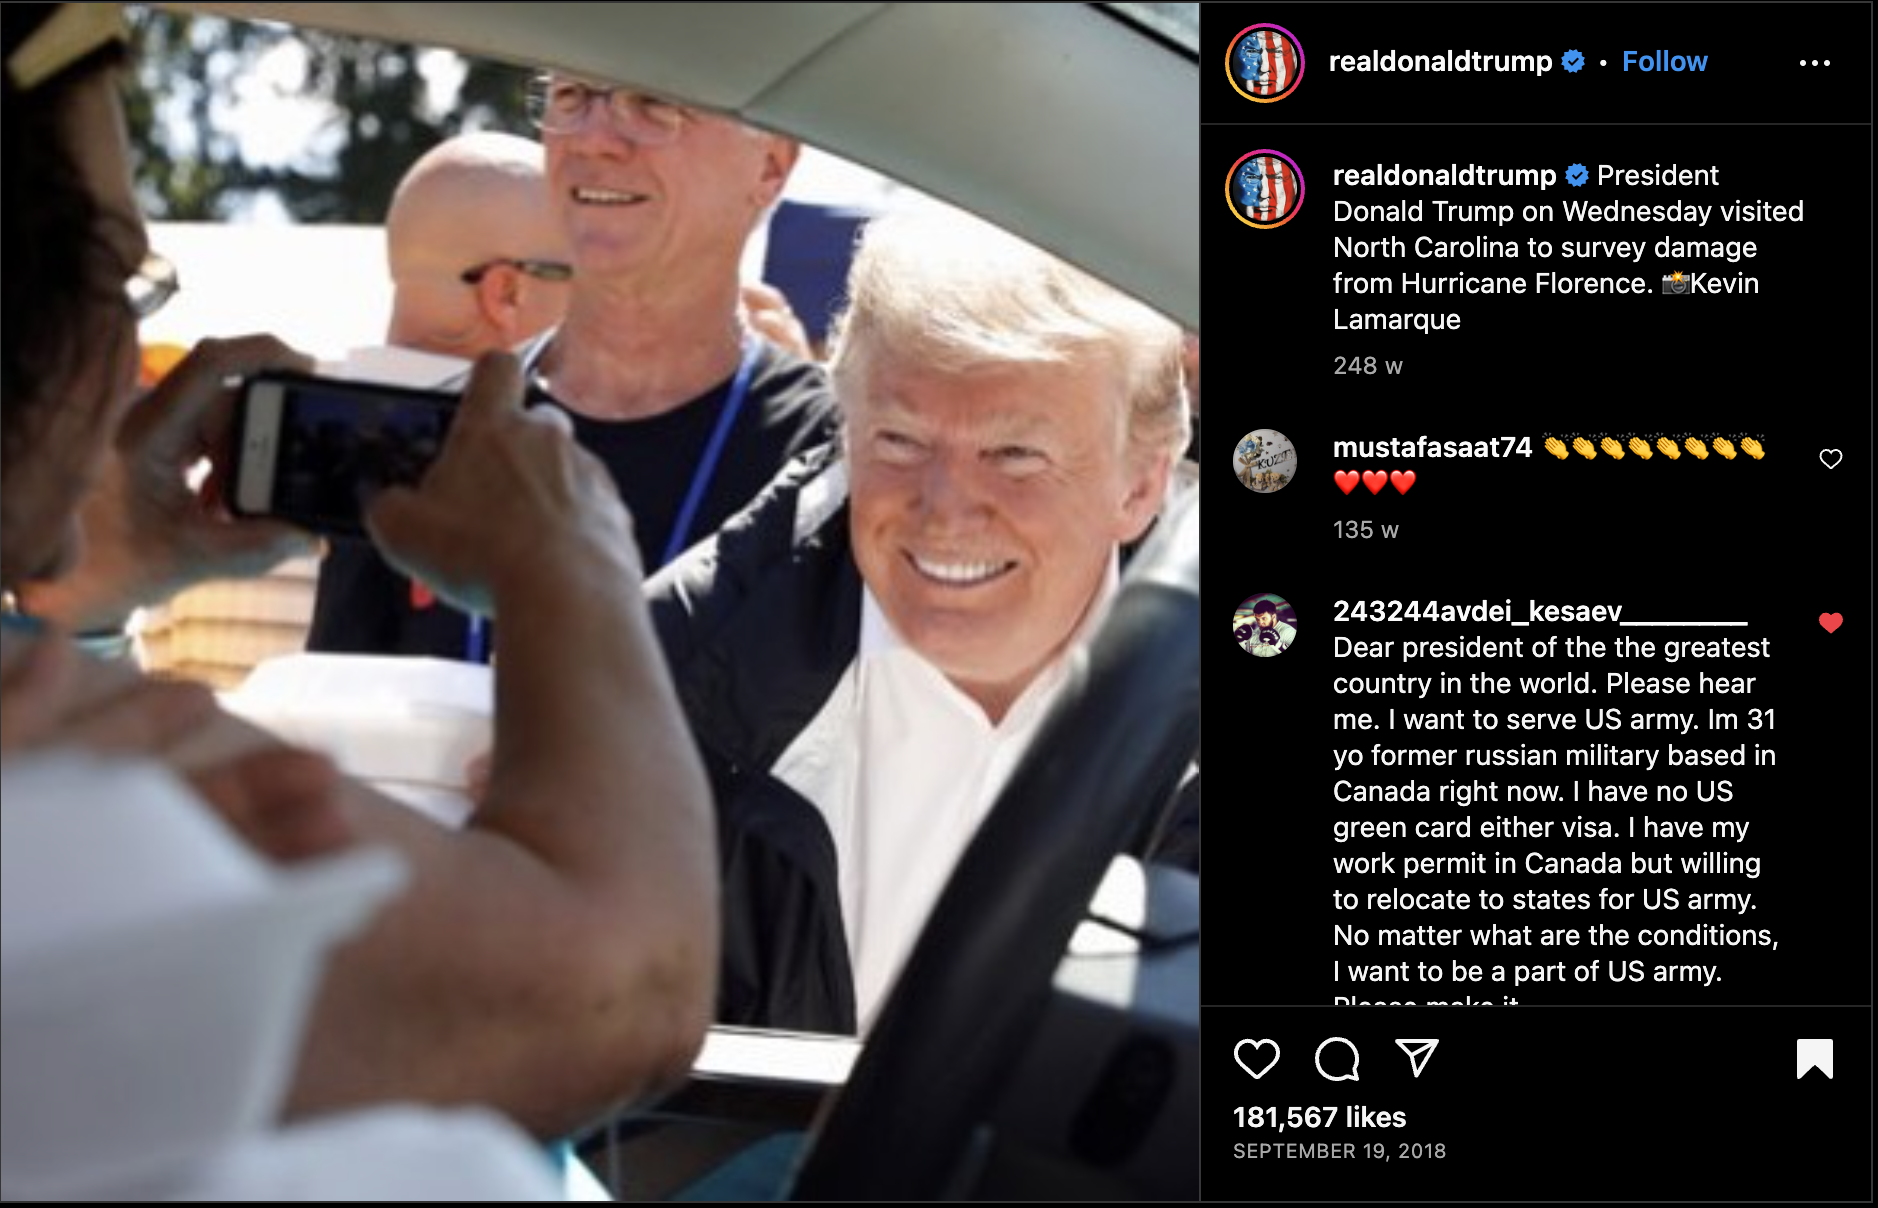 realdonaldtrump • Follow
realdonaldtrump President
Donald Trump on Wednesday visited
North Carolina to survey damage
from Hurricane Florence. 📸Kevin
Lamarque
248 w
mustafasaat74 👏👏👏👏👏👏👏👏
❤️❤️❤️
135 w
243244avdei_kesaev________
Dear president of the the greatest
country in the world. Please hear
me. I want to serve US army. Im 31
yo former russian military based in
Canada right now. I have no US
green card either visa. I have my
work permit in Canada but willing
to relocate to states for US army.
No matter what are the conditions,
I want to be a part of US army.
Please make it
181,567 likes
SEPTEMBER 19, 2018